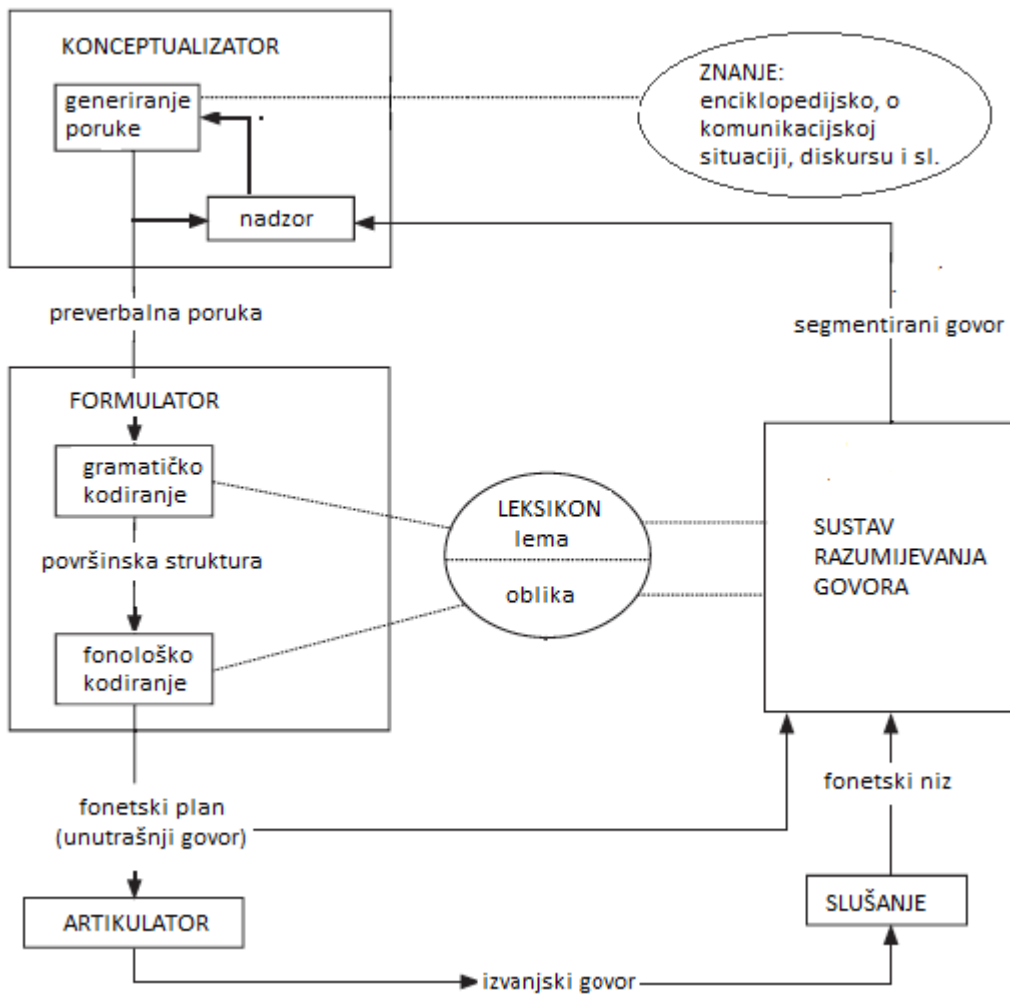 KONCEPTUALIZATOR
generiranje
poruke
nadzor
ZNANJE:
enciklopedijsko, o
komunikacijskoj
situaciji, diskursu i sl.
preverbalna poruka
segmentirani govor
FORMULATOR
gramatičko
kodiranje
površinska struktura
fonološko
kodiranje
LEKSIKON
lema
oblika
SUSTAV
RAZUMIJEVANJA
GOVORA
fonetski plan
(unutrašnji govor)
fonetski niz
ARTIKULATOR
SLUŠANJE
izvanjski govor